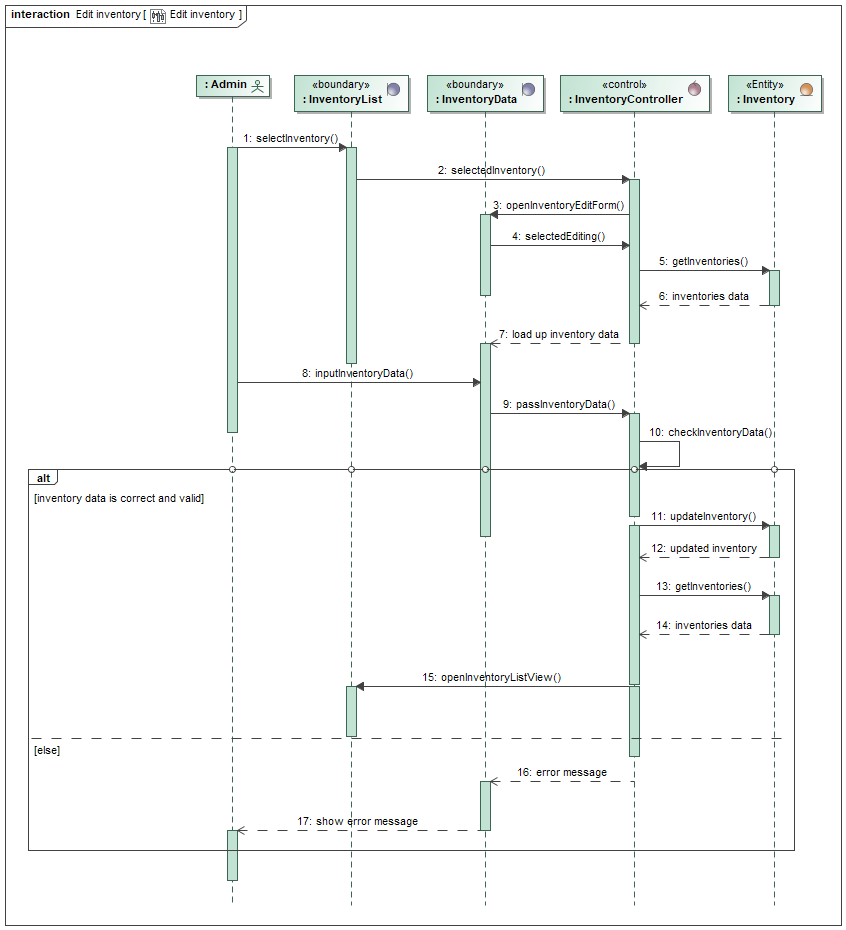 interaction Edit inventory [ Edit inventory ]
: Admin
«boundary»
: InventoryList
«boundary»
: InventoryData
«control»
: InventoryController
«Entity»
: Inventory
1: selectInventory()
2: selectedInventory()
3: openInventoryEditForm()
4: selectedEditing()
5: getInventories()
6: inventories data
7: load up inventory data
8: inputInventoryData()
9: passInventoryData()
10: checkInventoryData()
alt
[inventory data is correct and valid]
11: updateInventory()
12: updated inventory
13: getInventories()
14: inventories data
15: openInventoryListView()
[else]
16: error message
17: show error message